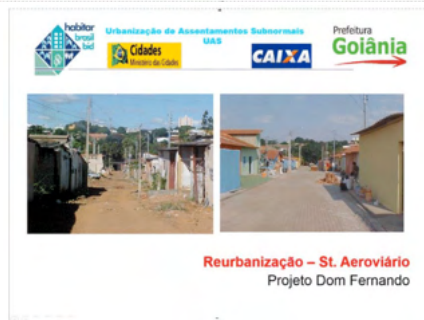 habitar
brasil
bid
Urbanização de Assentamentos Subnormais
UAS
Cidades
Ministério das Cidades
CAIXA
Prefeitura
Goiânia
Reurbanização – St. Aeroviário
Projeto Dom Fernando